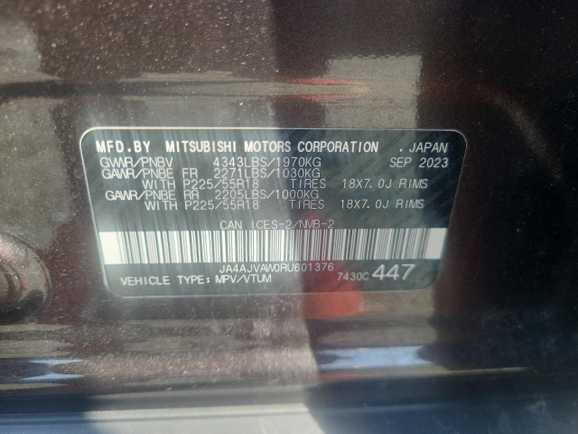 MFD.BY MITSUBISHI MOTORS CORPORATION . JAPAN
GWVR/PNBV 4343LBS/1970KG SEP 2023
GAWR/PNBE FR 2271LBS/1030KG
WITH P225/55R18 TIRES 18X7.0J RIMS
GAWR/PNBE RR 2205LBS/1000KG
WITH P225/55R18 TIRES 18X7.0J RIMS
CAN ICES-2/NVB-2
JA4AJVAW0RU601376
VEHICLE TYPE: MPV/VTUM 7430C 447